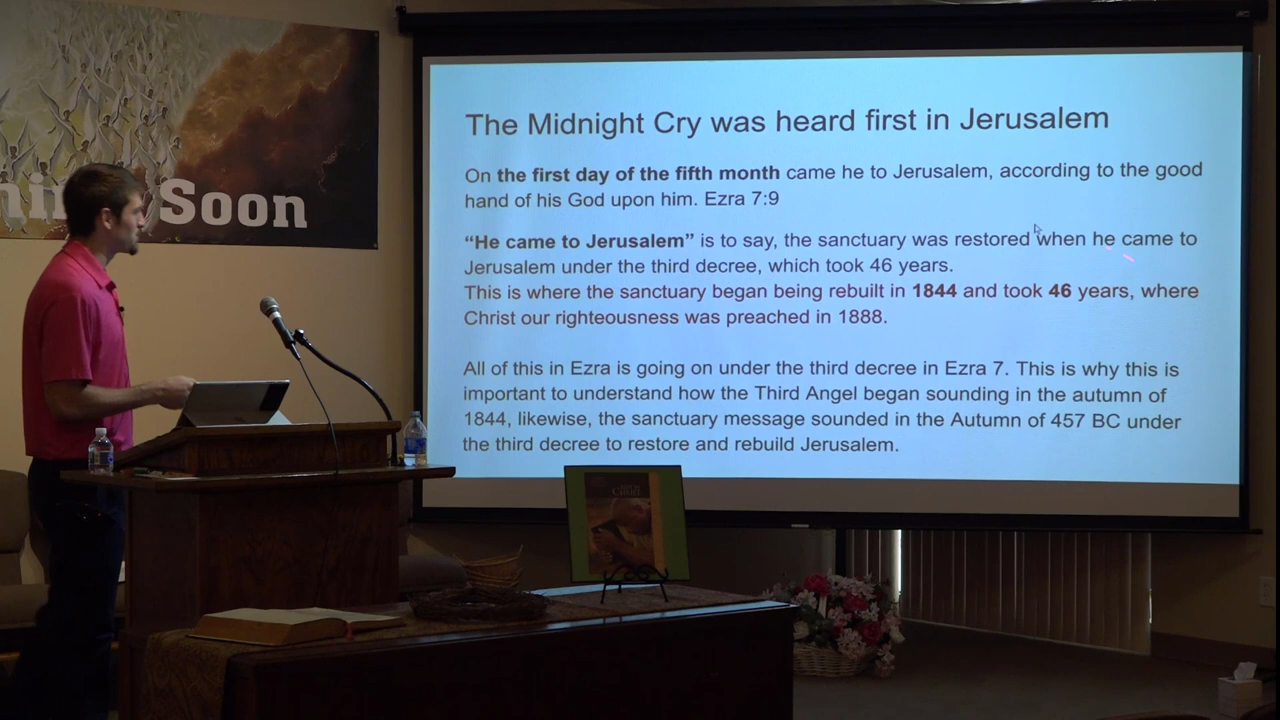 Soon
The Midnight Cry was heard first in Jerusalem
On the first day of the fifth month came he to Jerusalem, according to the good
hand of his God upon him. Ezra 7:9
“He came to Jerusalem” is to say, the sanctuary was restored when he came to
Jerusalem under the third decree, which took 46 years.
This is where the sanctuary began being rebuilt in 1844 and took 46 years, where
Christ our righteousness was preached in 1888.
All of this in Ezra is going on under the third decree in Ezra 7. This is why this is
important to understand how the Third Angel began sounding in the autumn of
1844, likewise, the sanctuary message sounded in the Autumn of 457 BC under
the third decree to restore and rebuild Jerusalem.
CHRIST